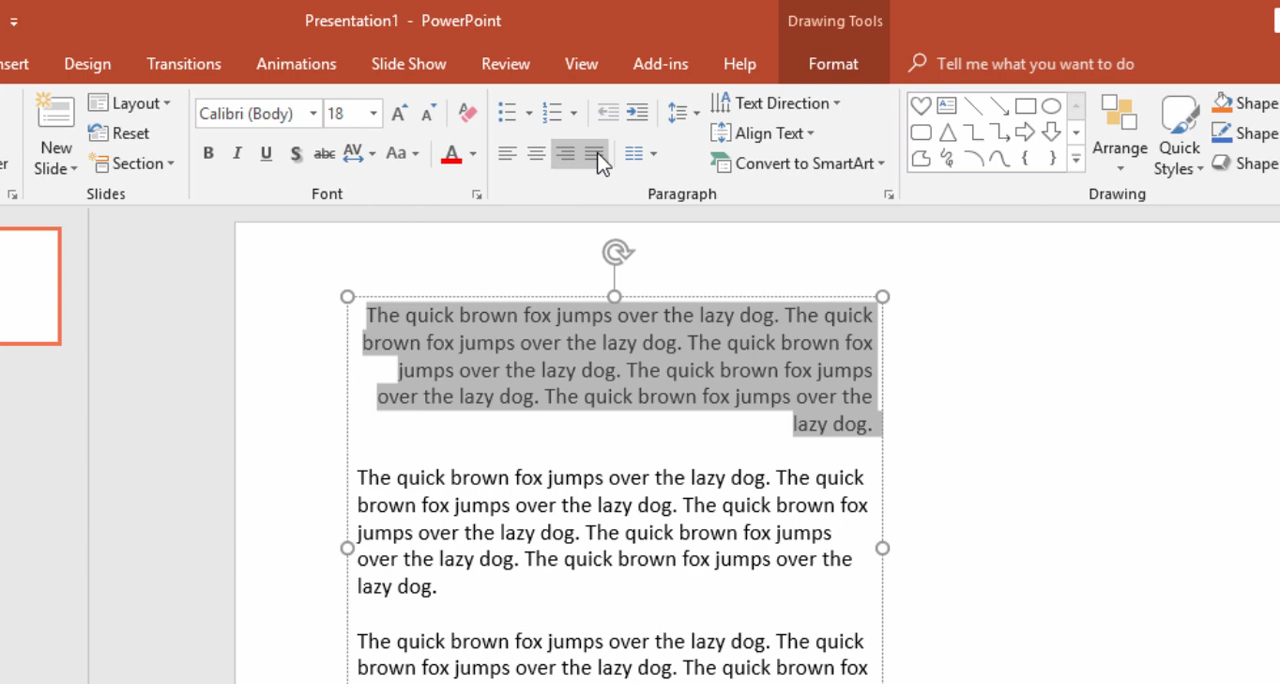 Presentation1 - PowerPoint
Drawing Tools
nsert Design Transitions Animations Slide Show Review View Add-ins Help Format Tell me what you want to do
New Slide
Layout
Reset
Section
Slides
Calibri (Body) 18
B I U S abc AV Aa A
Font
Text Direction
Align Text
Convert to SmartArt
Paragraph
Arrange
Quick Styles
Shape
Shape
Shape
Drawing
The quick brown fox jumps over the lazy dog. The quick
brown fox jumps over the lazy dog. The quick brown fox
jumps over the lazy dog. The quick brown fox jumps
over the lazy dog. The quick brown fox jumps over the
lazy dog.
The quick brown fox jumps over the lazy dog. The quick
brown fox jumps over the lazy dog. The quick brown fox
jumps over the lazy dog. The quick brown fox jumps
over the lazy dog. The quick brown fox jumps over the
lazy dog.
The quick brown fox jumps over the lazy dog. The quick
brown fox jumps over the lazy dog. The quick brown fox